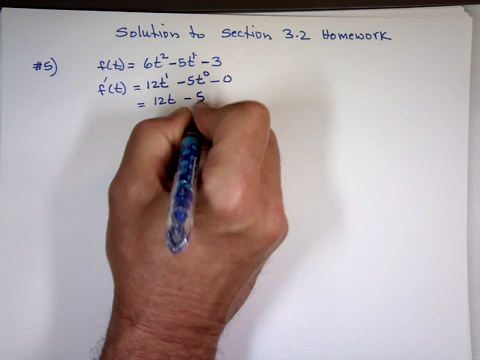 Solution to Section 3.2 Homework
#5) f(t) = 6t² - 5t¹ - 3
f'(t) = 12t¹ - 5t⁰ - 0
= 12t - 5